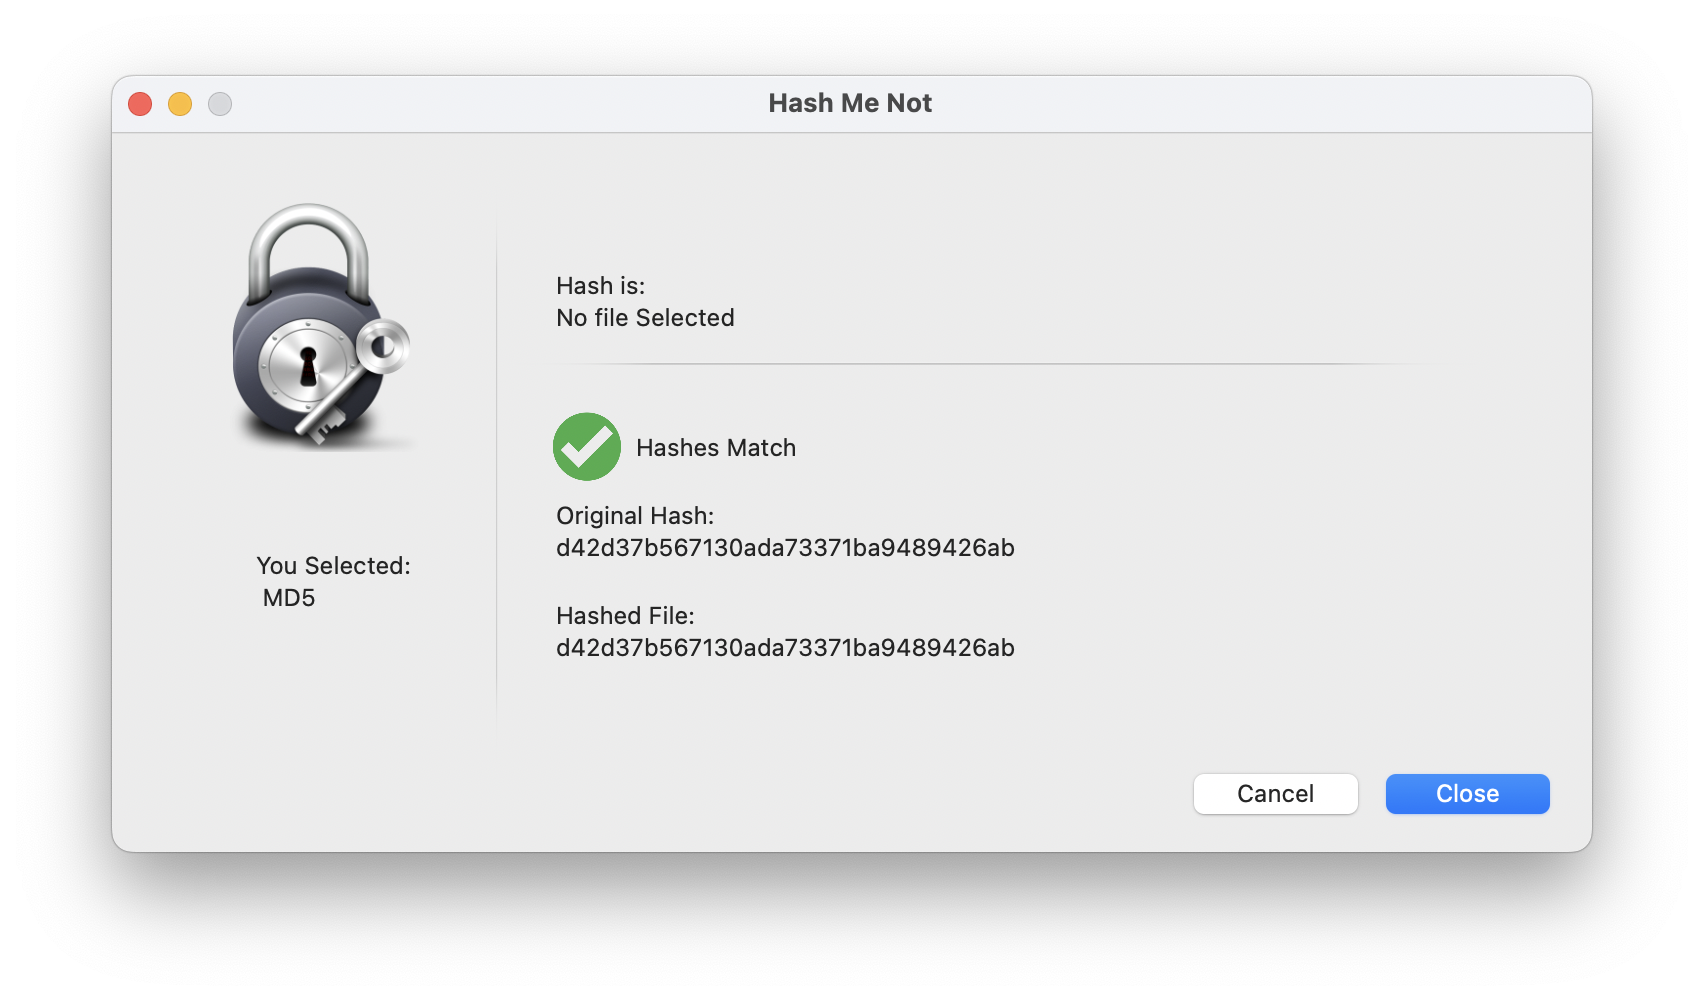 Hash Me Not
Hash is:
No file Selected
Hashes Match
Original Hash:
d42d37b567130ada73371ba9489426ab
Hashed File:
d42d37b567130ada73371ba9489426ab
You Selected:
MD5
Cancel
Close